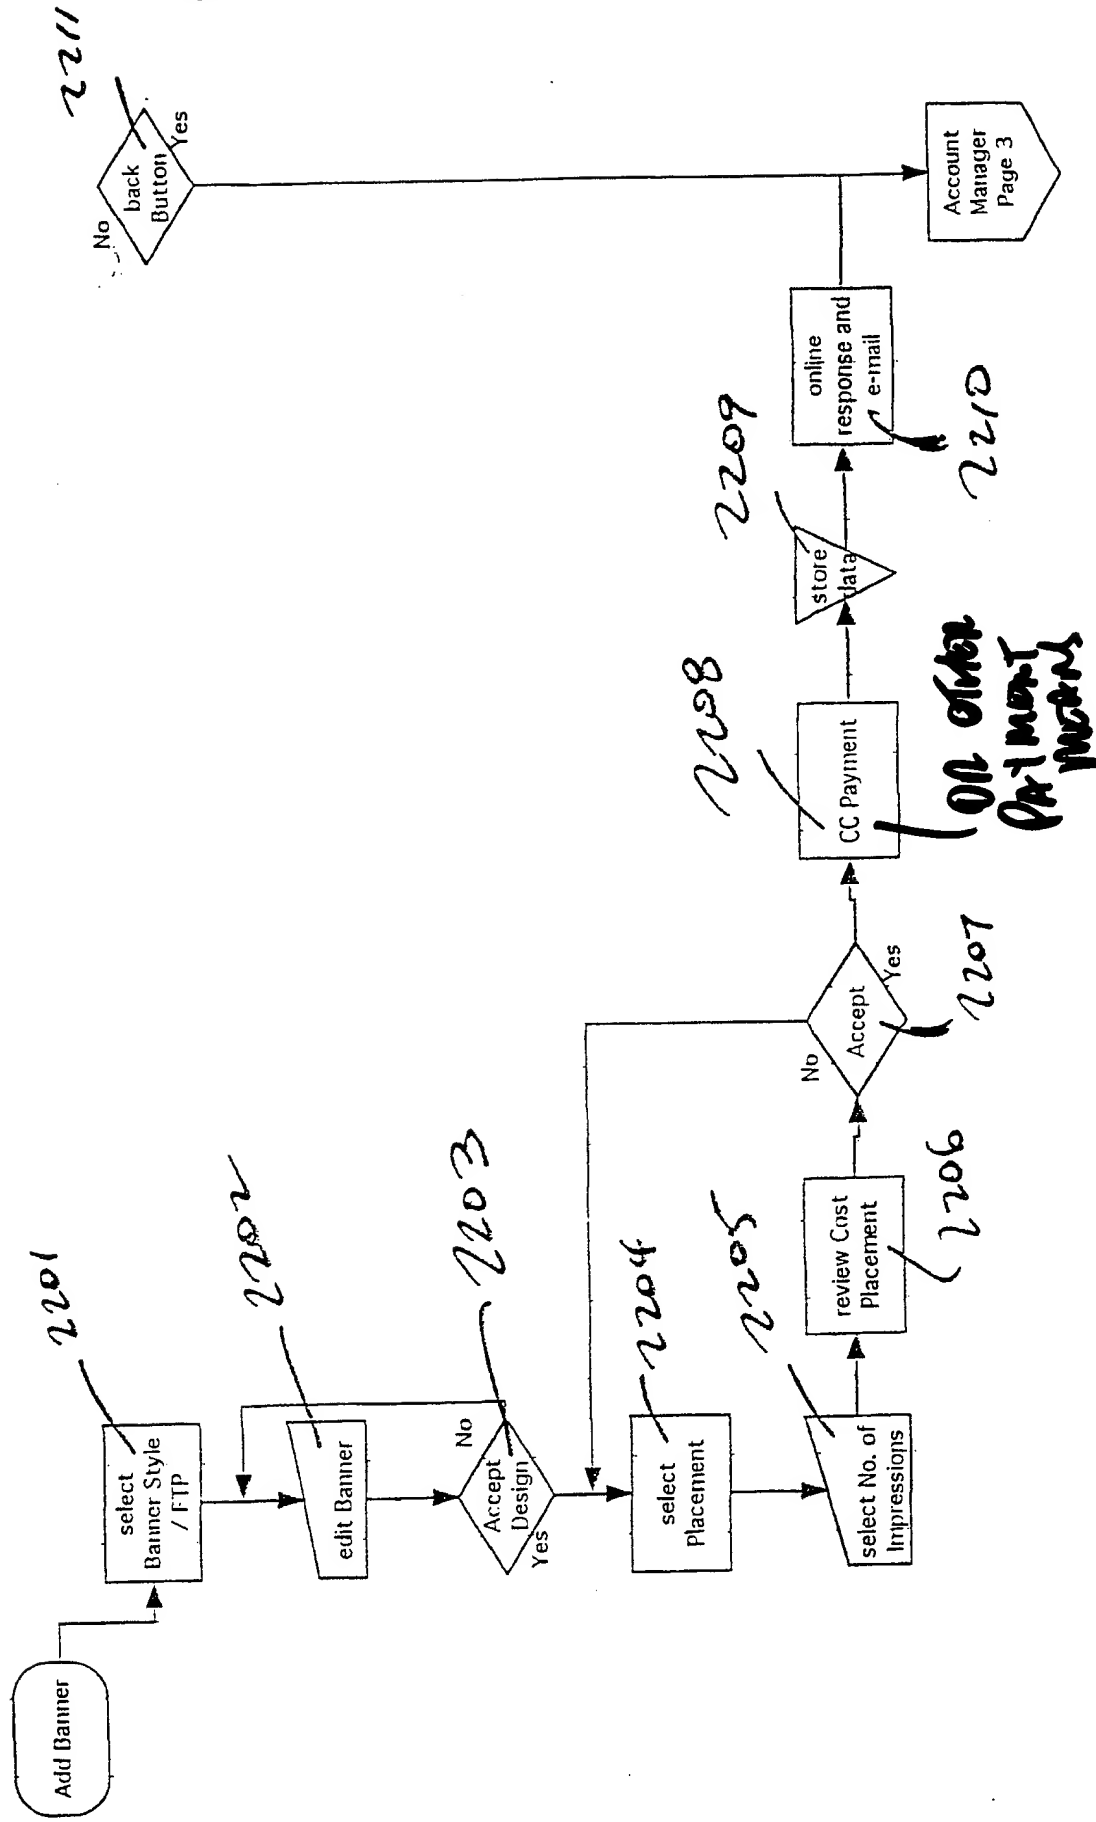 Add Banner
2201
select
Banner Style
/ FTP
2202
edit Banner
2203
Accept
Design
No
Yes
2204
select
Placement
2205
select No. of
Impressions
2206
review Cost
Placement
2207
Accept
No
Yes
2208
CC Payment
OR OTHER
PAYMENT
MEANS
2209
store
data
2210
online
response and
e-mail
2211
back
Button
No
Yes
Account
Manager
Page 3